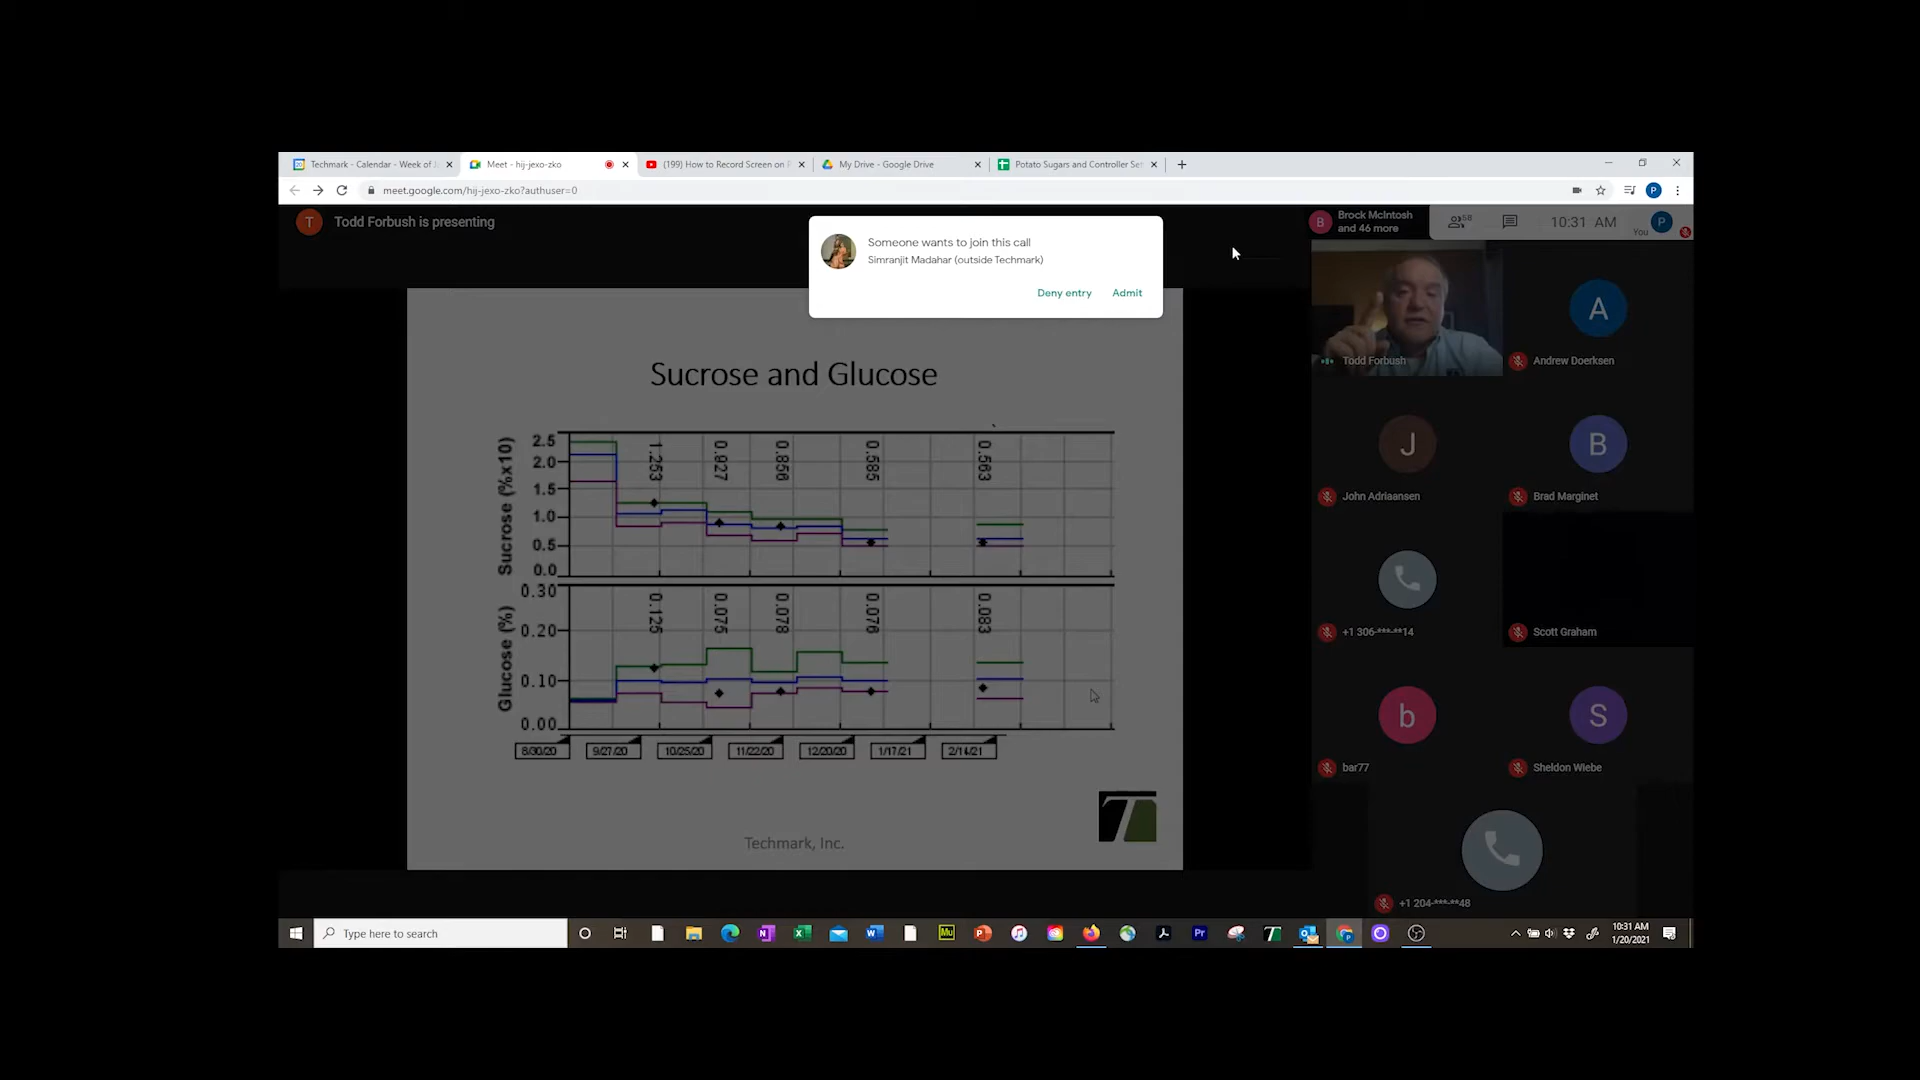 Techmark - Calendar - Week of J
Meet - hij-jexo-zko
(199) How to Record Screen on P
My Drive - Google Drive
Potato Sugars and Controller Set
meet.google.com/hij-jexo-zko?authuser=0
P
T
Todd Forbush is presenting
Someone wants to join this call
Simranjit Madahar (outside Techmark)
Deny entry
Admit
B
Brock McIntosh
and 46 more
58
10:31 AM
You
P
Todd Forbush
A
Andrew Doerksen
J
John Adriaansen
B
Brad Marginet
+1 306-***-**14
Scott Graham
b
bar77
S
Sheldon Wiebe
+1 204-***-**48
Sucrose and Glucose
Sucrose (%x10)
2.5
2.0
1.5
1.0
0.5
0.0
1.253
0.927
0.856
0.585
0.563
Glucose (%)
0.30
0.20
0.10
0.00
0.125
0.075
0.078
0.076
0.083
8/30/20
9/27/20
10/25/20
11/22/20
12/20/20
1/17/21
2/14/21
Techmark, Inc.
T
Type here to search
Mu
Pr
10:31 AM
1/20/2021